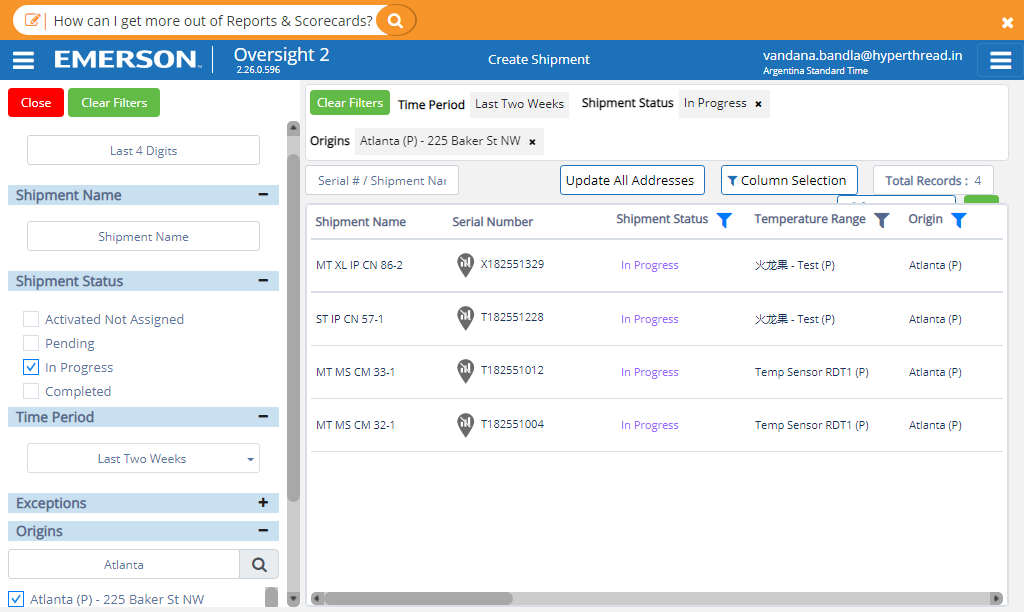 How can I get more out of Reports & Scorecards?
EMERSON
Oversight 2
2.26.0.596
Create Shipment
vandana.bandla@hyperthread.in
Argentina Standard Time
Close
Clear Filters
Last 4 Digits
Shipment Name
Shipment Name
Shipment Status
Activated Not Assigned
Pending
In Progress
Completed
Time Period
Last Two Weeks
Exceptions
Origins
Atlanta
Atlanta (P) - 225 Baker St NW
Clear Filters Time Period Last Two Weeks Shipment Status In Progress ×
Origins Atlanta (P) - 225 Baker St NW ×
Serial # / Shipment Nar Update All Addresses Column Selection Total Records : 4
Shipment Name Serial Number Shipment Status Temperature Range Origin
MT XL IP CN 86-2 X182551329 In Progress 火龙果 - Test (P) Atlanta (P)
ST IP CN 57-1 T182551228 In Progress 火龙果 - Test (P) Atlanta (P)
MT MS CM 33-1 T182551012 In Progress Temp Sensor RDT1 (P) Atlanta (P)
MT MS CM 32-1 T182551004 In Progress Temp Sensor RDT1 (P) Atlanta (P)